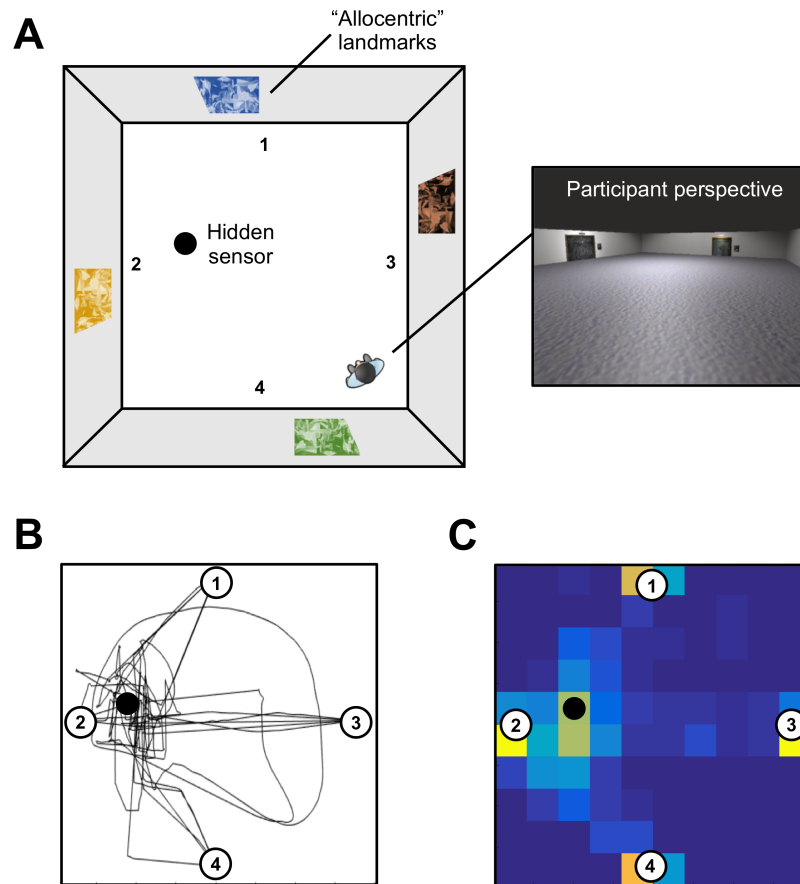 A
“Allocentric”
landmarks
1
Participant perspective
Hidden
sensor
2
3
4
B
C
1
1
2
3
2
3
4
4